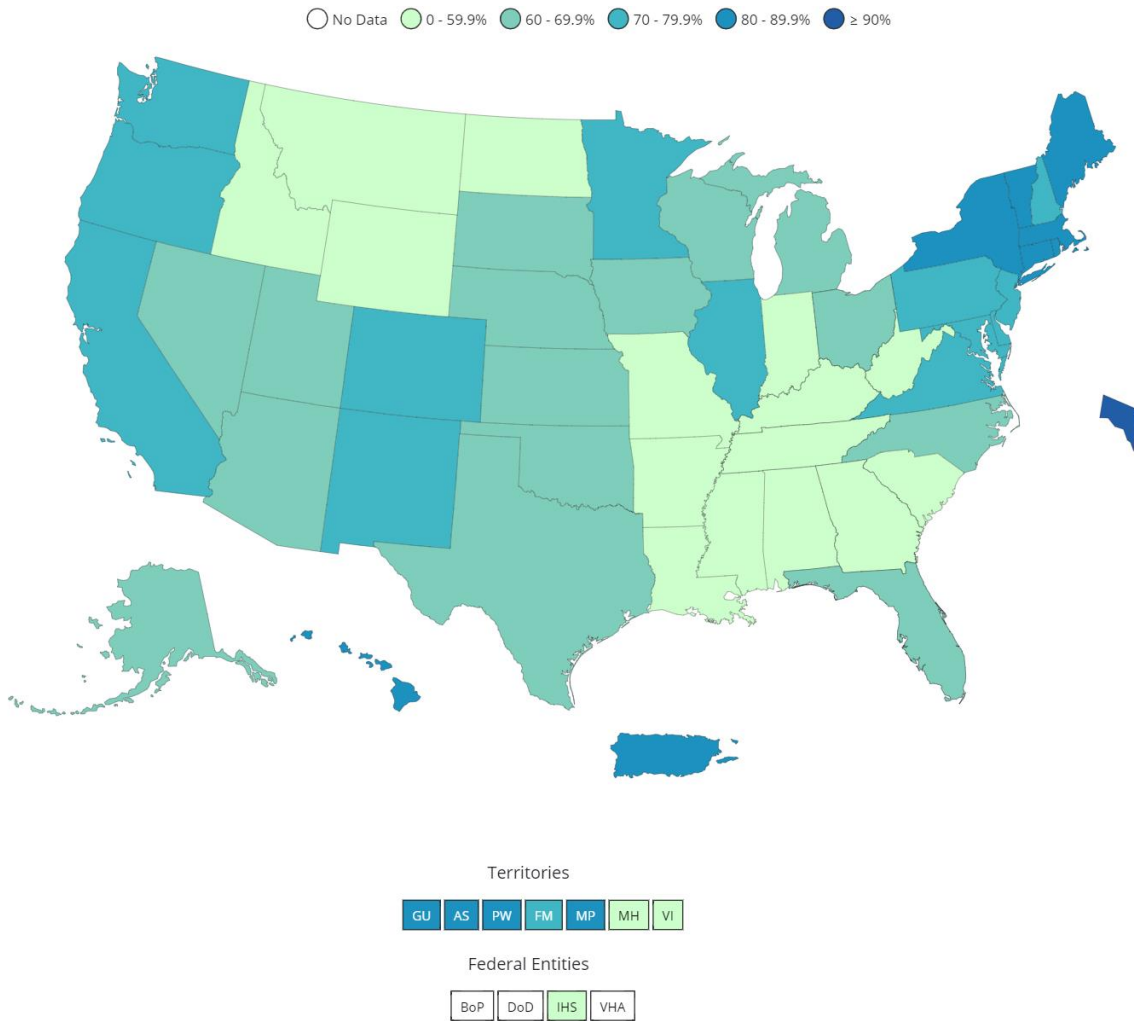 No Data 0 - 59.9% 60 - 69.9% 70 - 79.9% 80 - 89.9% ≥ 90%
Territories
GU AS PW FM MP MH VI
Federal Entities
BoP DoD IHS VHA